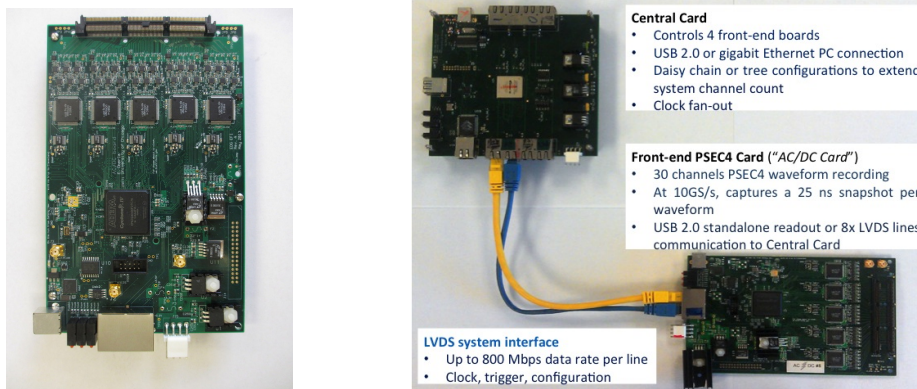 Central Card
• Controls 4 front-end boards
• USB 2.0 or gigabit Ethernet PC connection
• Daisy chain or tree configurations to extend
system channel count
• Clock fan-out
Front-end PSEC4 Card ("AC/DC Card")
• 30 channels PSEC4 waveform recording
• At 10GS/s, captures a 25 ns snapshot per
waveform
• USB 2.0 standalone readout or 8x LVDS lines
communication to Central Card
LVDS system interface
• Up to 800 Mbps data rate per line
• Clock, trigger, configuration